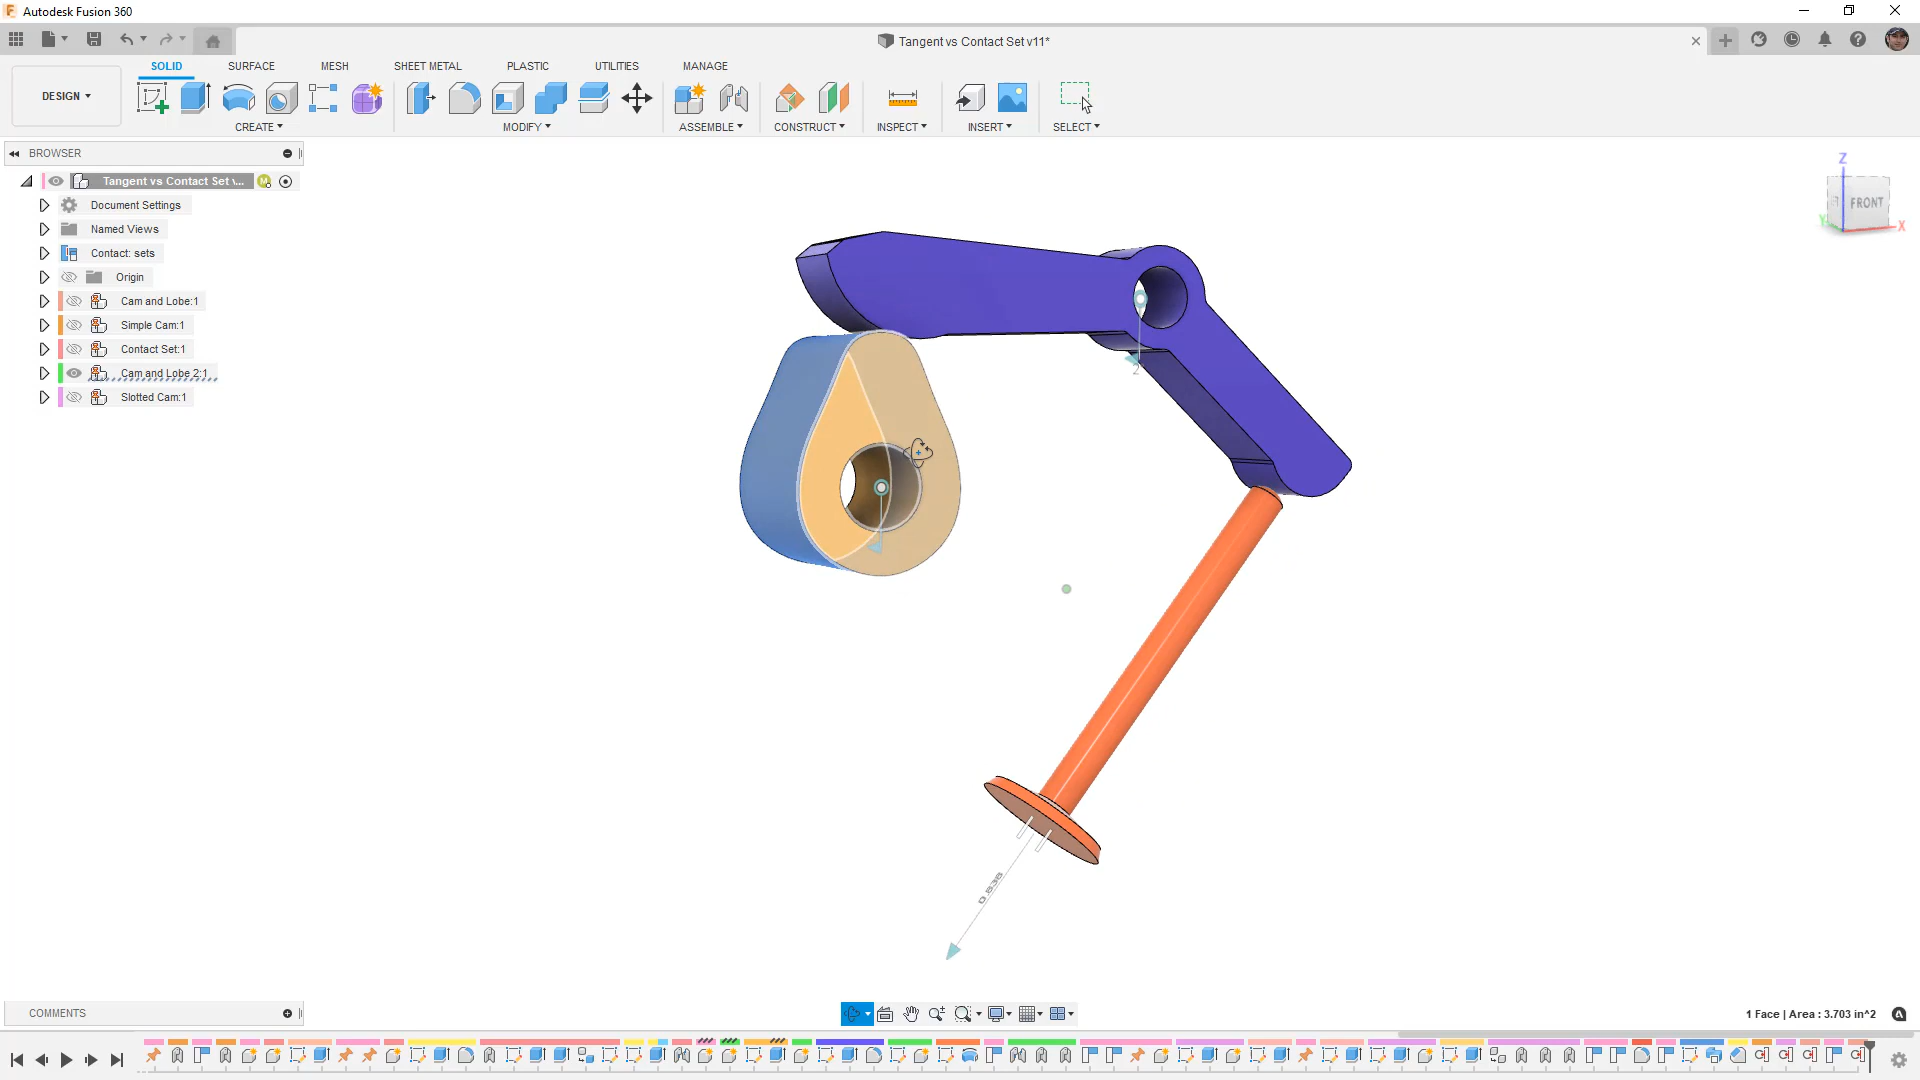 Autodesk Fusion 360
Tangent vs Contact Set v11*
SOLID SURFACE MESH SHEET METAL PLASTIC UTILITIES MANAGE
DESIGN
CREATE MODIFY ASSEMBLE CONSTRUCT INSPECT INSERT SELECT
BROWSER
Tangent vs Contact Set v...
Document Settings
Named Views
Contact: sets
Origin
Cam and Lobe:1
Simple Cam:1
Contact Set:1
Cam and Lobe 2:1
Slotted Cam:1
Z
FRONT
Y
X
2
0.838
COMMENTS
1 Face | Area : 3.703 in^2